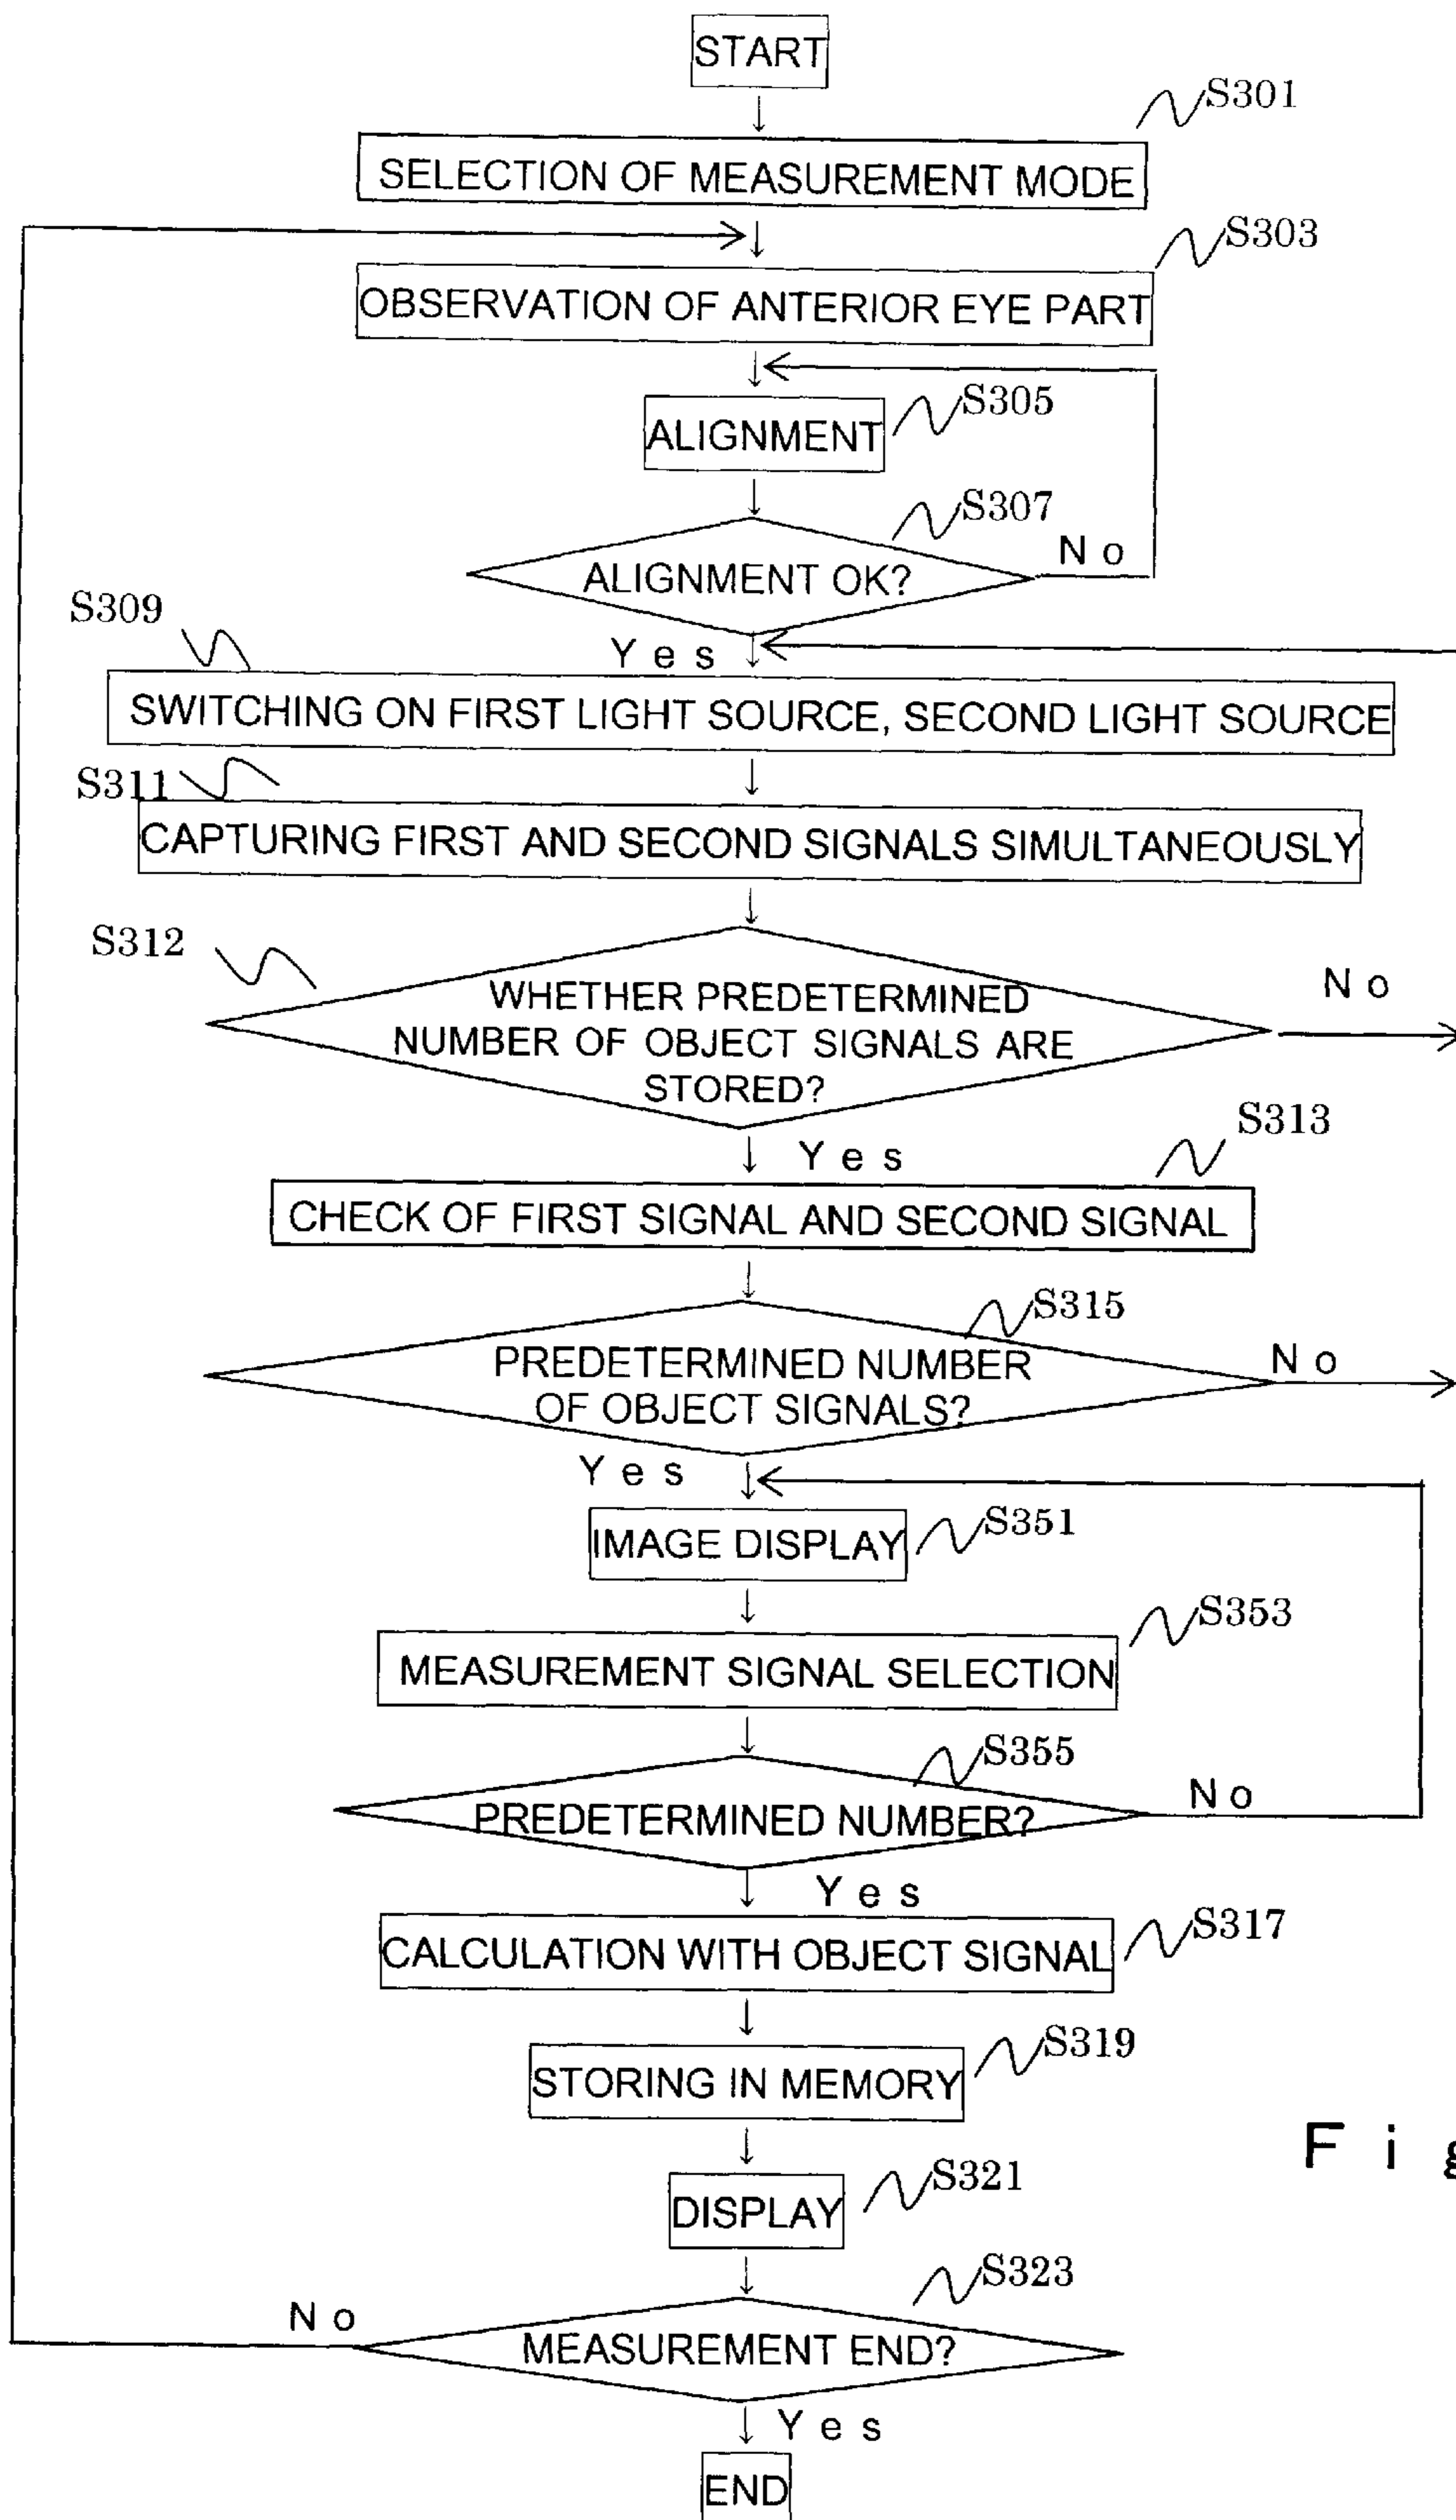 START
S301
SELECTION OF MEASUREMENT MODE
S303
OBSERVATION OF ANTERIOR EYE PART
S305
ALIGNMENT
S307
ALIGNMENT OK?
No
S309
Yes
SWITCHING ON FIRST LIGHT SOURCE, SECOND LIGHT SOURCE
S311
CAPTURING FIRST AND SECOND SIGNALS SIMULTANEOUSLY
S312
WHETHER PREDETERMINED
NUMBER OF OBJECT SIGNALS ARE
STORED?
No
Yes
S313
CHECK OF FIRST SIGNAL AND SECOND SIGNAL
S315
PREDETERMINED NUMBER
OF OBJECT SIGNALS?
No
Yes
S351
IMAGE DISPLAY
S353
MEASUREMENT SIGNAL SELECTION
S355
PREDETERMINED NUMBER?
No
Yes
S317
CALCULATION WITH OBJECT SIGNAL
S319
STORING IN MEMORY
Fig
S321
DISPLAY
S323
No
MEASUREMENT END?
Yes
END